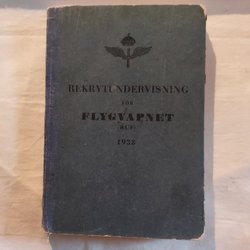 REKRYTUNDERVISNING
FÖR
FLYGVAPNET
1938